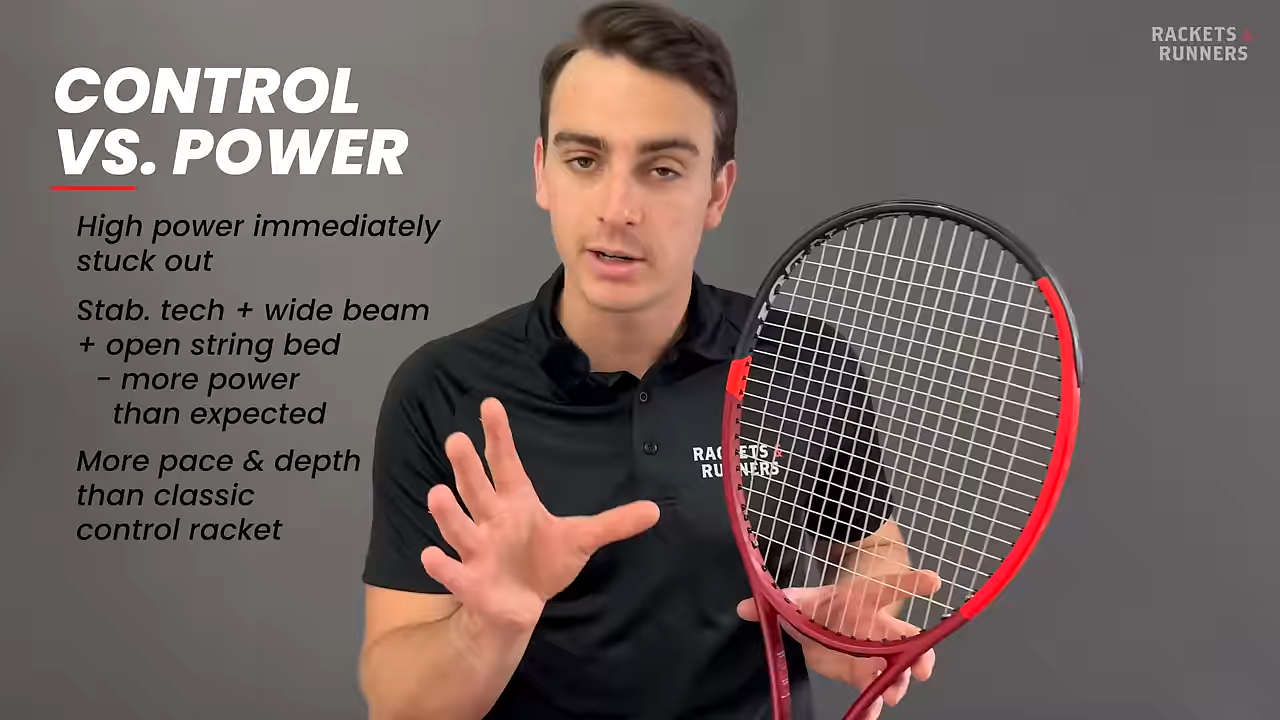 CONTROL
VS. POWER
High power immediately
stuck out
Stab. tech + wide beam
+ open string bed
- more power
than expected
More pace & depth
than classic
control racket
RACKETS &
RUNNERS
RACKETS &
RUNNERS